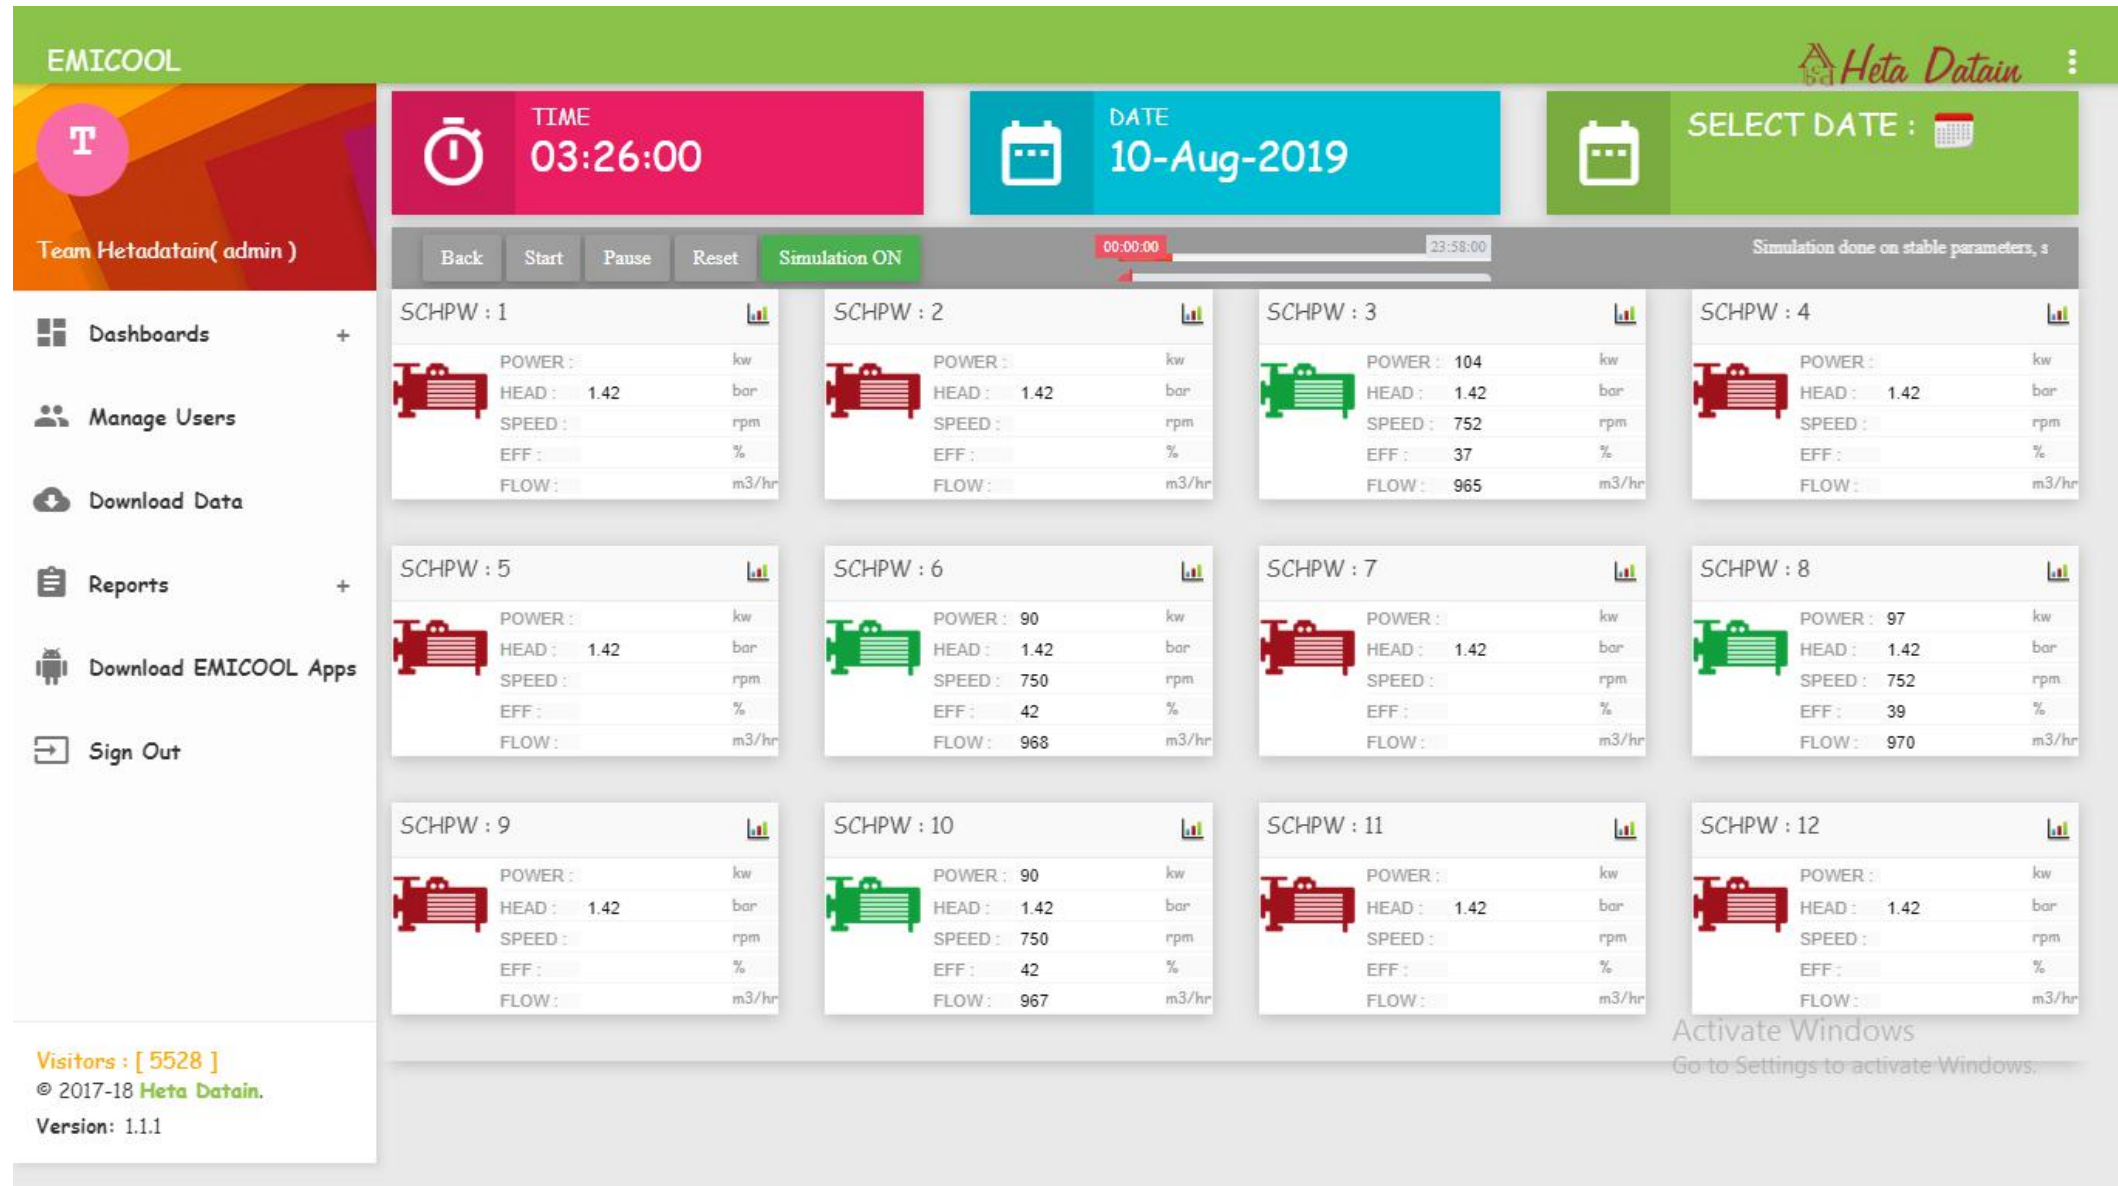 EMICOOL
Heta Datain
T
Team Hetadatain( admin )
TIME
03:26:00
DATE
10-Aug-2019
SELECT DATE :
Back Start Pause Reset Simulation ON
00:00:00 23:58:00
Simulation done on stable parameters, s
Dashboards +
Manage Users
Download Data
Reports +
Download EMICOOL Apps
Sign Out
Visitors : [ 5528 ]
© 2017-18 Heta Datain.
Version: 1.1.1
SCHPW : 1
POWER : kw
HEAD : 1.42 bar
SPEED : rpm
EFF : %
FLOW : m3/hr
SCHPW : 2
POWER : kw
HEAD : 1.42 bar
SPEED : rpm
EFF : %
FLOW : m3/hr
SCHPW : 3
POWER : 104 kw
HEAD : 1.42 bar
SPEED : 752 rpm
EFF : 37 %
FLOW : 965 m3/hr
SCHPW : 4
POWER : kw
HEAD : 1.42 bar
SPEED : rpm
EFF : %
FLOW : m3/hr
SCHPW : 5
POWER : kw
HEAD : 1.42 bar
SPEED : rpm
EFF : %
FLOW : m3/hr
SCHPW : 6
POWER : 90 kw
HEAD : 1.42 bar
SPEED : 750 rpm
EFF : 42 %
FLOW : 968 m3/hr
SCHPW : 7
POWER : kw
HEAD : 1.42 bar
SPEED : rpm
EFF : %
FLOW : m3/hr
SCHPW : 8
POWER : 97 kw
HEAD : 1.42 bar
SPEED : 752 rpm
EFF : 39 %
FLOW : 970 m3/hr
SCHPW : 9
POWER : kw
HEAD : 1.42 bar
SPEED : rpm
EFF : %
FLOW : m3/hr
SCHPW : 10
POWER : 90 kw
HEAD : 1.42 bar
SPEED : 750 rpm
EFF : 42 %
FLOW : 967 m3/hr
SCHPW : 11
POWER : kw
HEAD : 1.42 bar
SPEED : rpm
EFF : %
FLOW : m3/hr
SCHPW : 12
POWER : kw
HEAD : 1.42 bar
SPEED : rpm
EFF : %
FLOW : m3/hr
Activate Windows
Go to Settings to activate Windows.